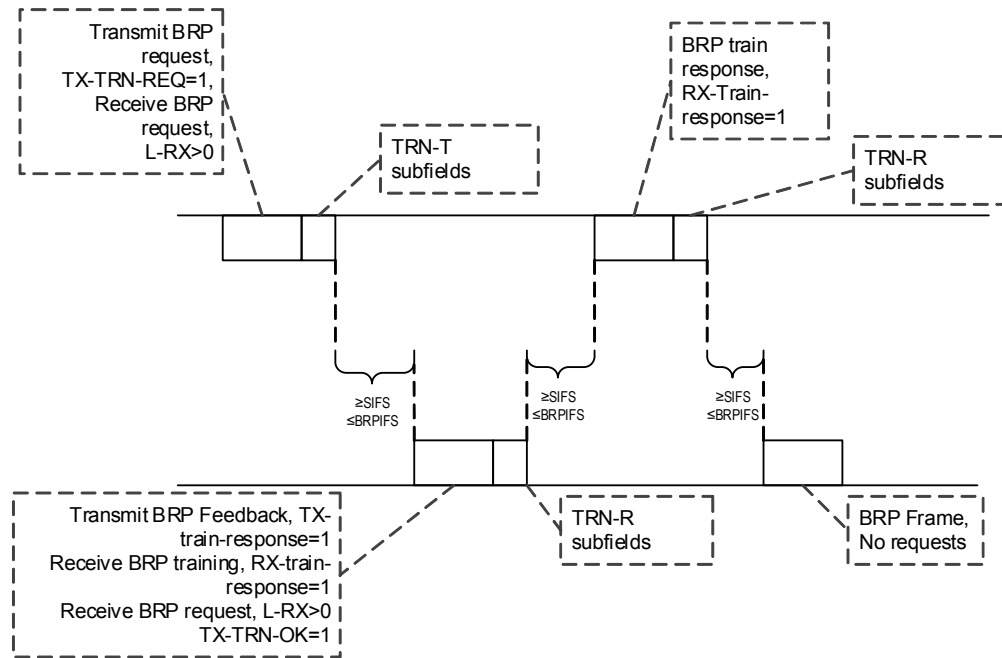 Transmit BRP
request,
TX-TRN-REQ=1,
Receive BRP
request,
L-RX>0
TRN-T
subfields
BRP train
response,
RX-Train-
response=1
TRN-R
subfields
≥SIFS
≤BRPIFS
≥SIFS
≤BRPIFS
≥SIFS
≤BRPIFS
Transmit BRP Feedback, TX-
train-response=1
Receive BRP training, RX-train-
response=1
Receive BRP request, L-RX>0
TX-TRN-OK=1
TRN-R
subfields
BRP Frame,
No requests